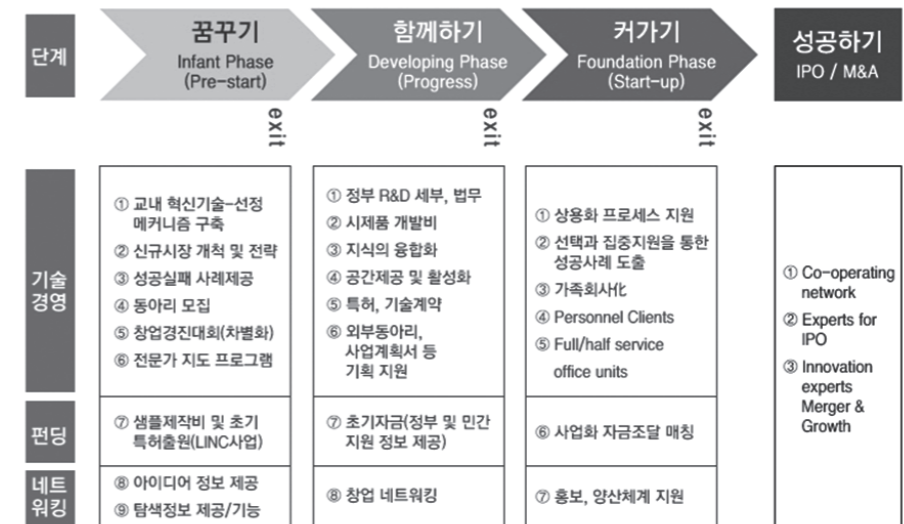 단계
꿈꾸기
Infant Phase
(Pre-start)
함께하기
Developing Phase
(Progress)
커가기
Foundation Phase
(Start-up)
성공하기
IPO / M&A
exit
exit
exit
기술
경영
① 교내 혁신기술-선정
메커니즘 구축
② 신규시장 개척 및 전략
③ 성공실패 사례제공
④ 동아리 모집
⑤ 창업경진대회(차별화)
⑥ 전문가 지도 프로그램
① 정부 R&D 세부, 법무
② 시제품 개발비
③ 지식의 융합화
④ 공간제공 및 활성화
⑤ 특허, 기술계약
⑥ 외부동아리,
사업계획서 등
기획 지원
① 상용화 프로세스 지원
② 선택과 집중지원을 통한
성공사례 도출
③ 가족회사化
④ Personnel Clients
⑤ Full/half service
office units
① Co-operating
network
② Experts for
IPO
③ Innovation
experts
Merger &
Growth
펀딩
⑦ 샘플제작비 및 초기
특허출원(LINC사업)
⑦ 초기자금(정부 및 민간
지원 정보 제공)
⑥ 사업화 자금조달 매칭
네트
워킹
⑧ 아이디어 정보 제공
⑨ 탐색정보 제공/기능
⑧ 창업 네트워킹
⑦ 홍보, 양산체계 지원